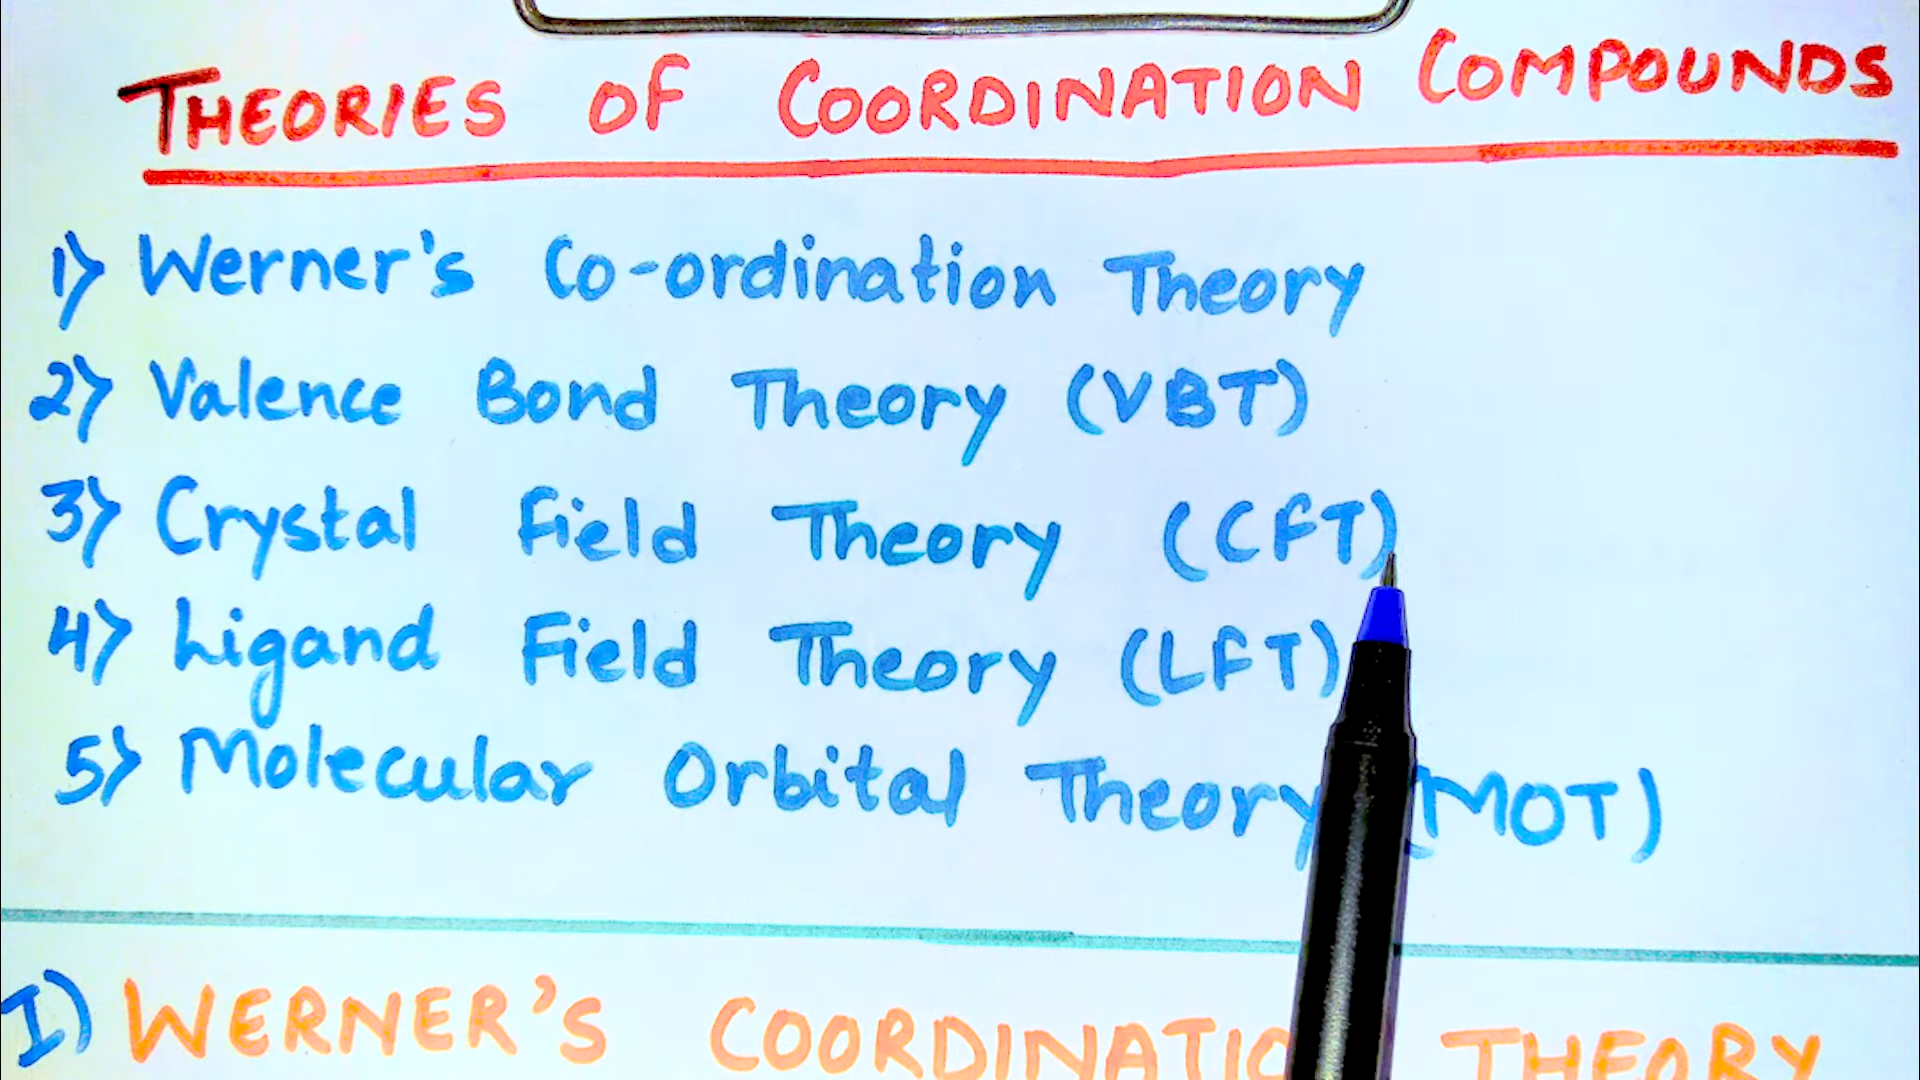 THEORIES OF COORDINATION COMPOUNDS
1) Werner's Co-ordination Theory
2) Valence Bond Theory (VBT)
3) Crystal Field Theory (CFT)
4) Ligand Field Theory (LFT)
5) Molecular Orbital Theory (MOT)
I) WERNER'S COORDINATIO THEORY